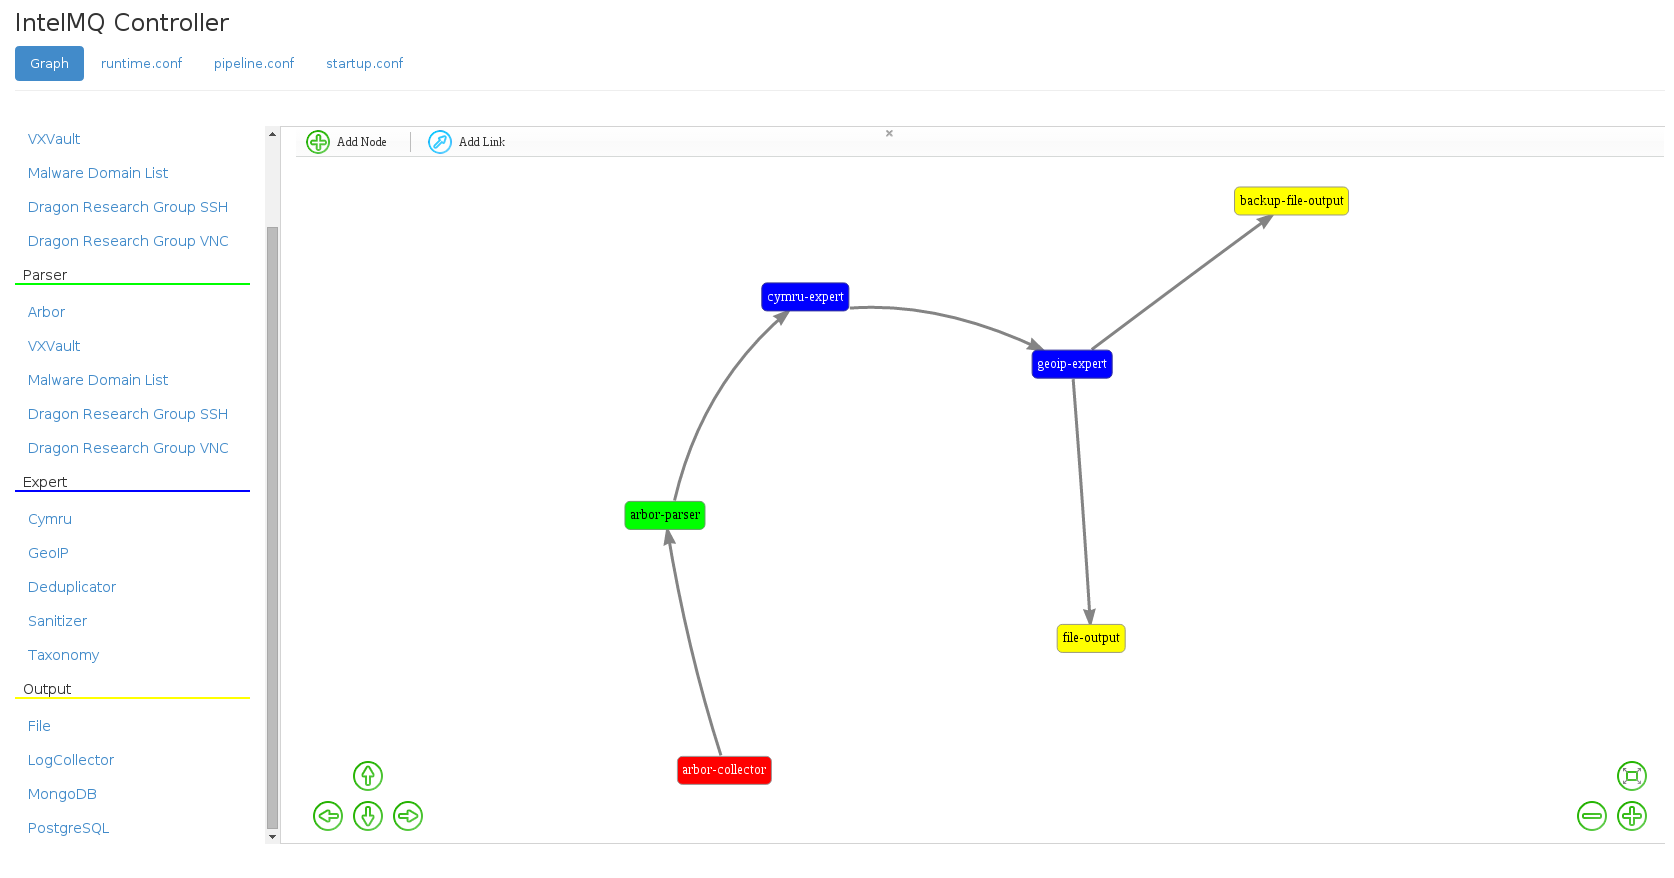 IntelMQ Controller
Graph runtime.conf pipeline.conf startup.conf
VXVault
Malware Domain List
Dragon Research Group SSH
Dragon Research Group VNC
Parser
Arbor
VXVault
Malware Domain List
Dragon Research Group SSH
Dragon Research Group VNC
Expert
Cymru
GeoIP
Deduplicator
Sanitizer
Taxonomy
Output
File
LogCollector
MongoDB
PostgreSQL
Add Node Add Link
backup-file-output
cymru-expert
geoip-expert
arbor-parser
file-output
arbor-collector